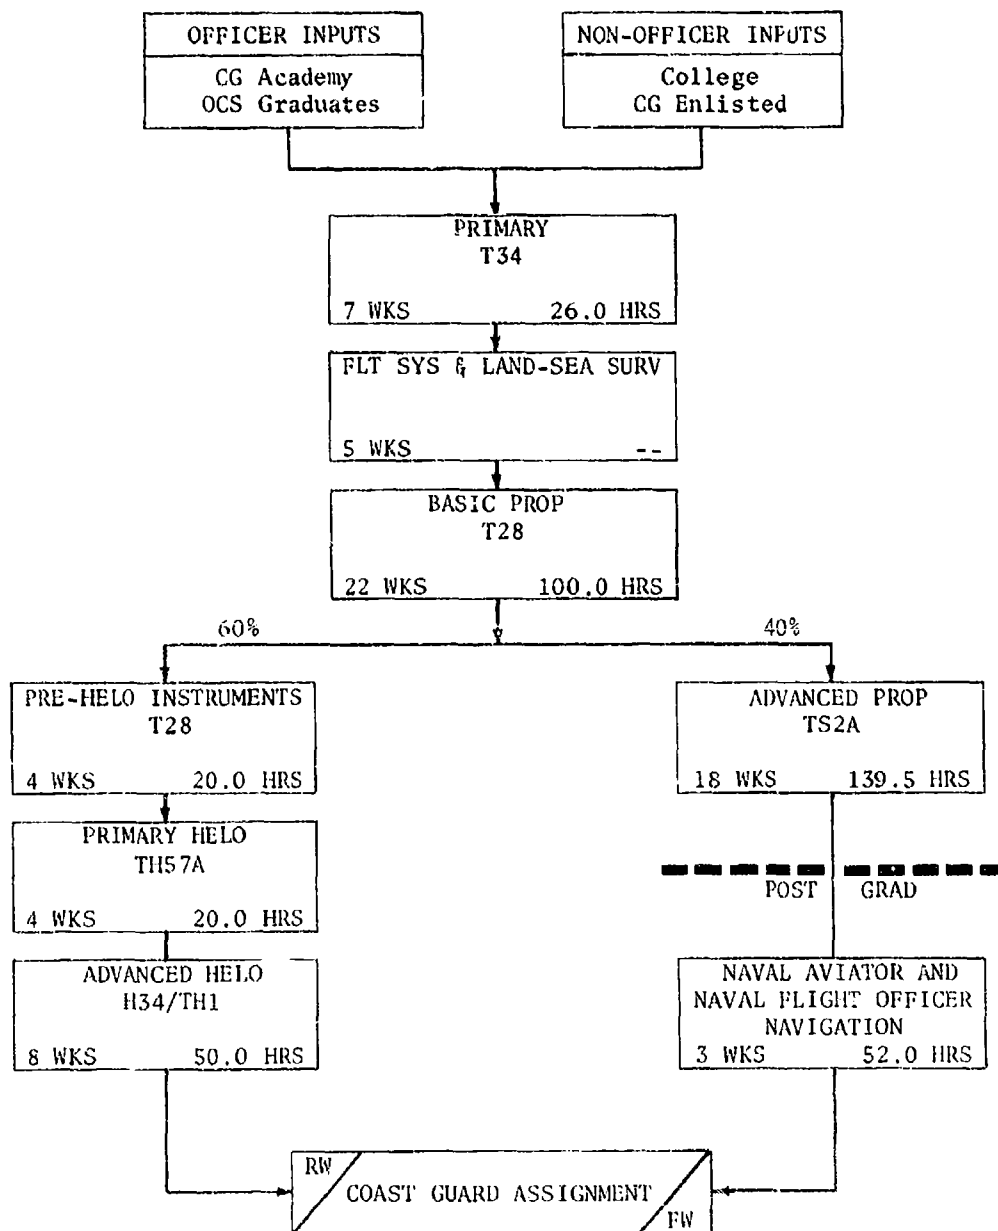 OFFICER INPUTS
CG Academy
OCS Graduates
NON-OFFICER INPUTS
College
CG Enlisted
PRIMARY
T34
7 WKS 26.0 HRS
FLT SYS & LAND-SEA SURV
5 WKS --
BASIC PROP
T28
22 WKS 100.0 HRS
60% 40%
PRE-HELO INSTRUMENTS
T28
4 WKS 20.0 HRS
PRIMARY HELO
TH57A
4 WKS 20.0 HRS
ADVANCED HELO
H34/TH1
8 WKS 50.0 HRS
ADVANCED PROP
TS2A
18 WKS 139.5 HRS
POST GRAD
NAVAL AVIATOR AND
NAVAL FLIGHT OFFICER
NAVIGATION
3 WKS 52.0 HRS
RW
COAST GUARD ASSIGNMENT
FW